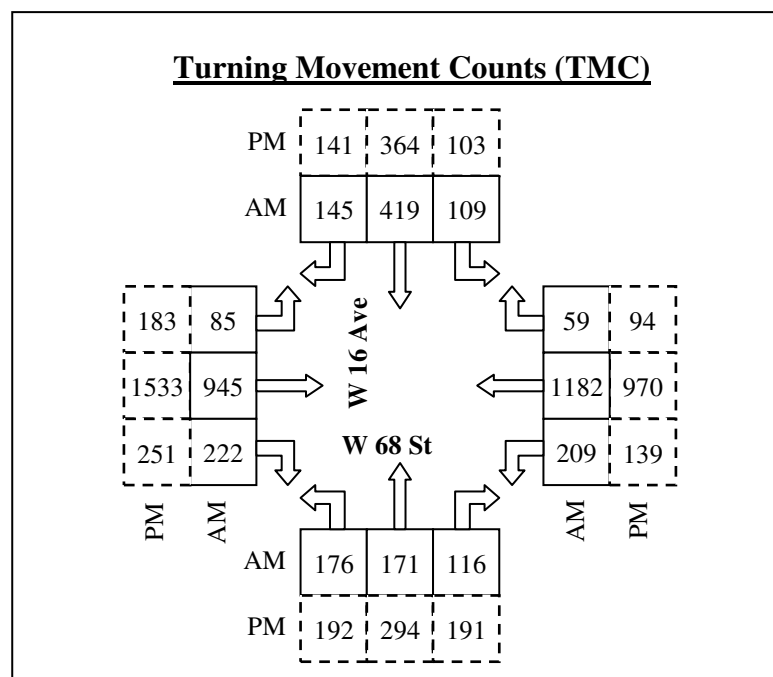 Turning Movement Counts (TMC)
PM 141 364 103
AM 145 419 109
183 85 59 94
W 16 Ave
1533 945 1182 970
W 68 St
251 222 209 139
PM AM AM PM
AM 176 171 116
PM 192 294 191